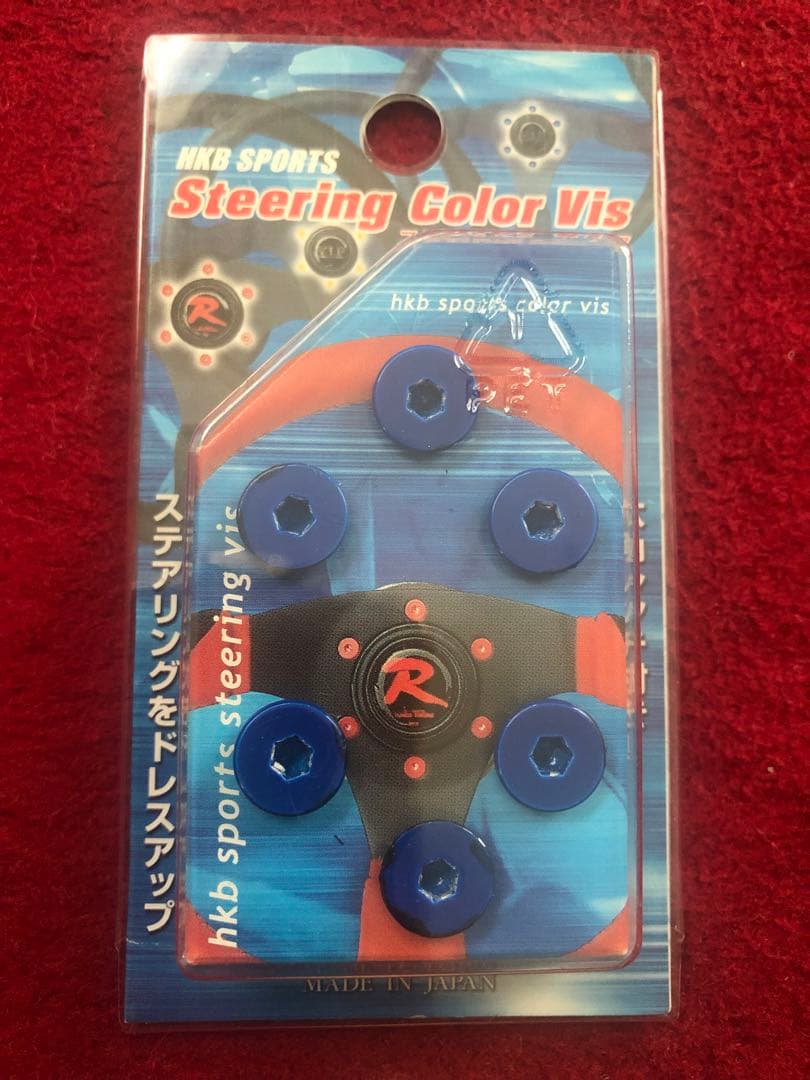 HKB SPORTS
Steering Color Vis
hkb sports color vis
R
hkb sports steering vis
R
ステアリングをドレスアップ
MADE IN JAPAN